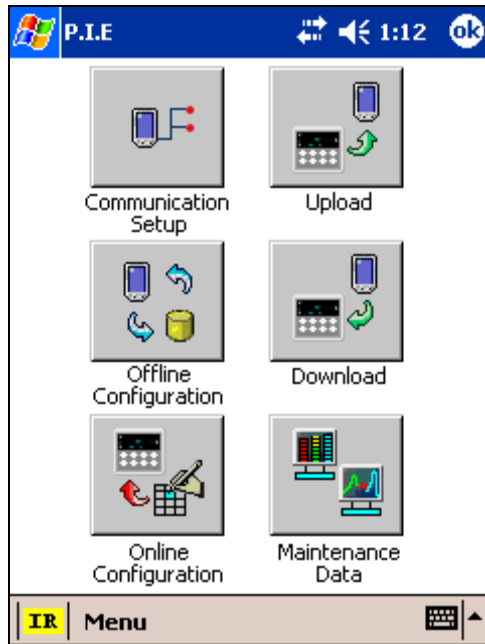 P.I.E 1:12 ok
Communication
Setup
Upload
Offline
Configuration
Download
Online
Configuration
Maintenance
Data
IR Menu